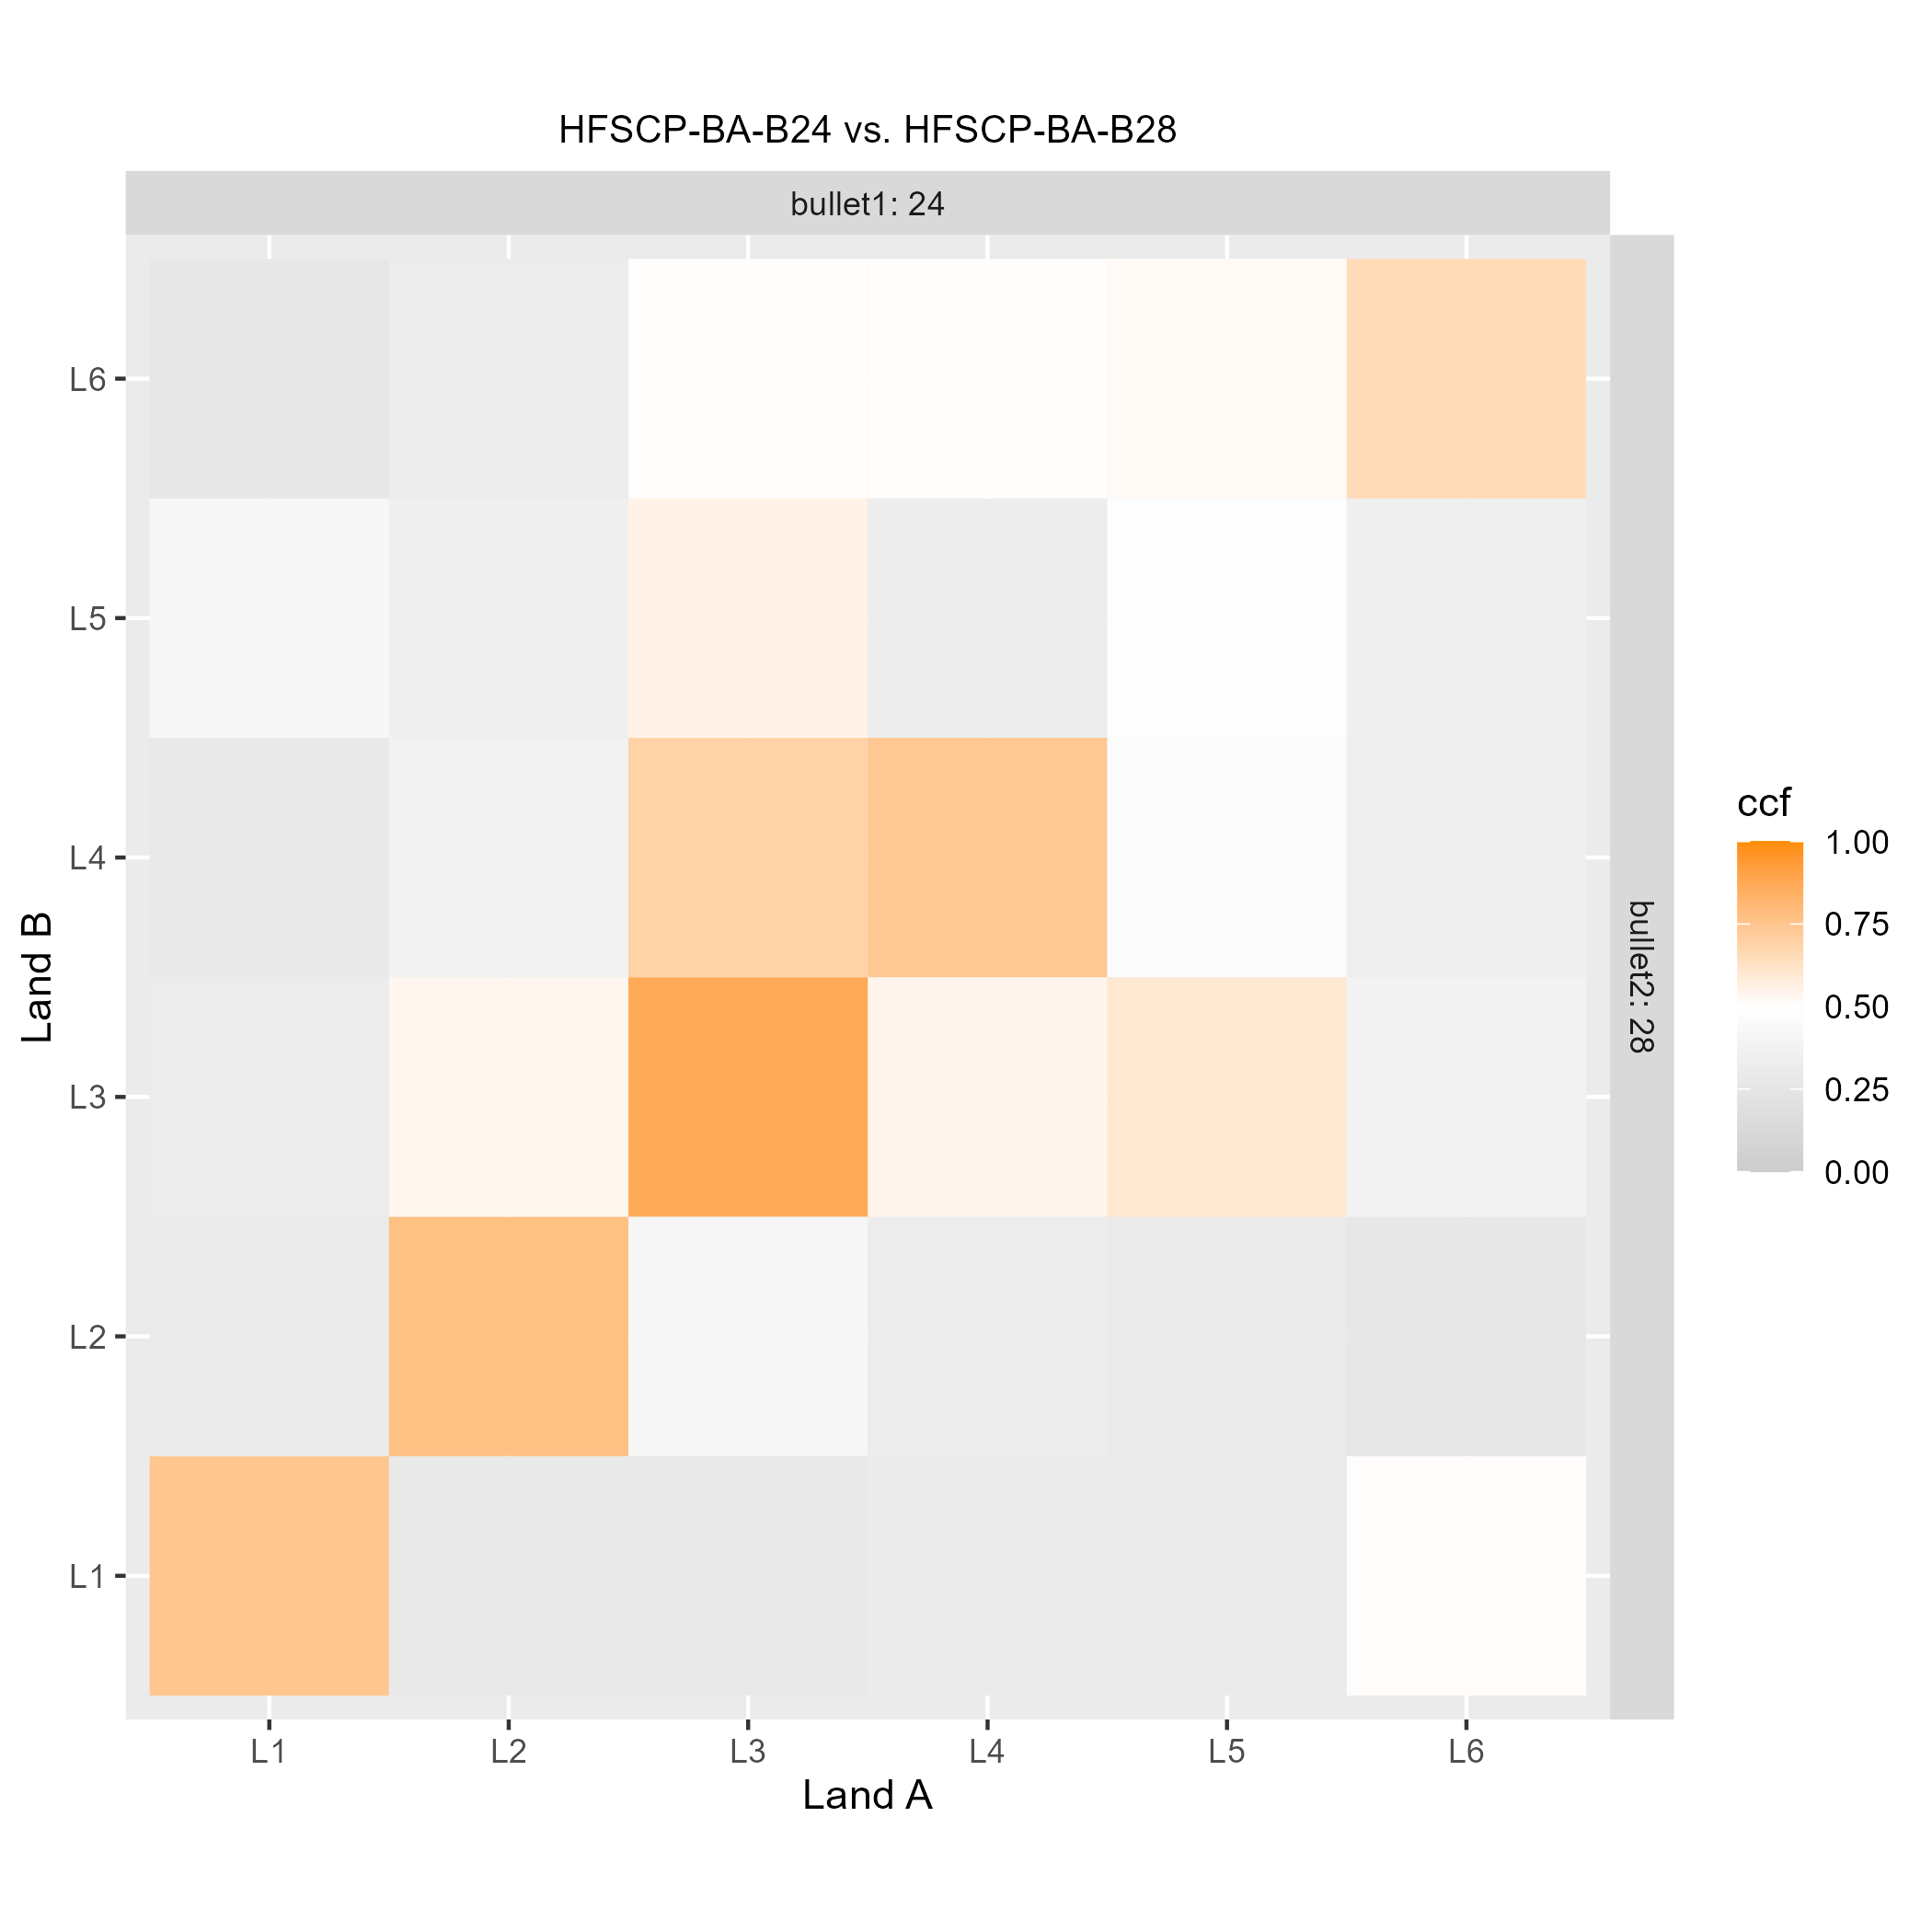 HFSCP-BA-B24 vs. HFSCP-BA-B28
bullet1: 24
L6
L5
L4
L3
L2
L1
Land B
bullet2: 28
L1 L2 L3 L4 L5 L6
Land A
ccf
1.00
0.75
0.50
0.25
0.00